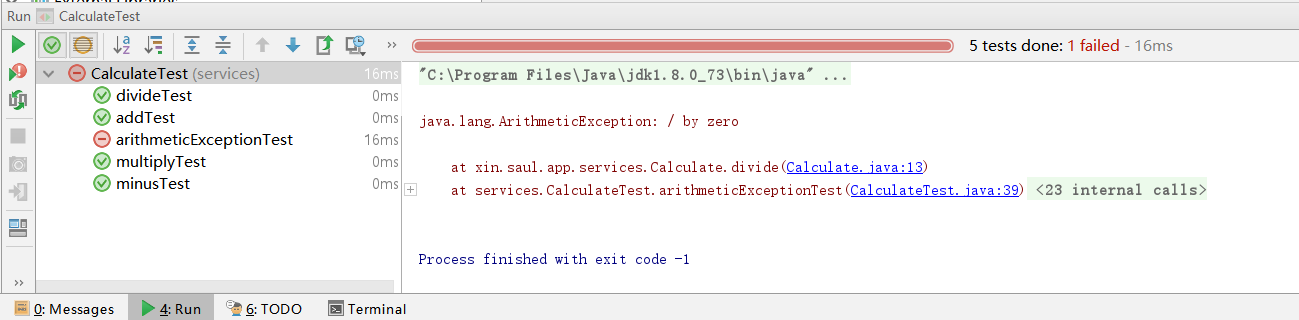 Run CalculateTest
5 tests done: 1 failed - 16ms
CalculateTest (services) 16ms
divideTest 0ms
addTest 0ms
arithmeticExceptionTest 16ms
multiplyTest 0ms
minusTest 0ms
"C:\Program Files\Java\jdk1.8.0_73\bin\java" ...
java.lang.ArithmeticException: / by zero
at xin.saul.app.services.Calculate.divide(Calculate.java:13)
at services.CalculateTest.arithmeticExceptionTest(CalculateTest.java:39) <23 internal calls>
Process finished with exit code -1
0: Messages 4: Run 6: TODO Terminal